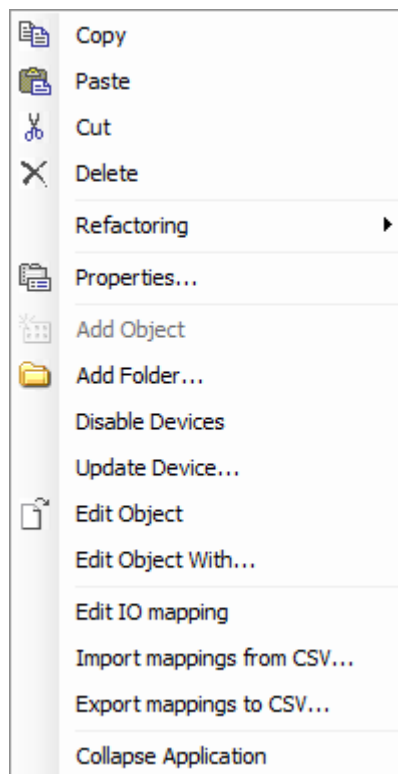 Copy
Paste
Cut
Delete
Refactoring
Properties...
Add Object
Add Folder...
Disable Devices
Update Device...
Edit Object
Edit Object With...
Edit IO mapping
Import mappings from CSV...
Export mappings to CSV...
Collapse Application